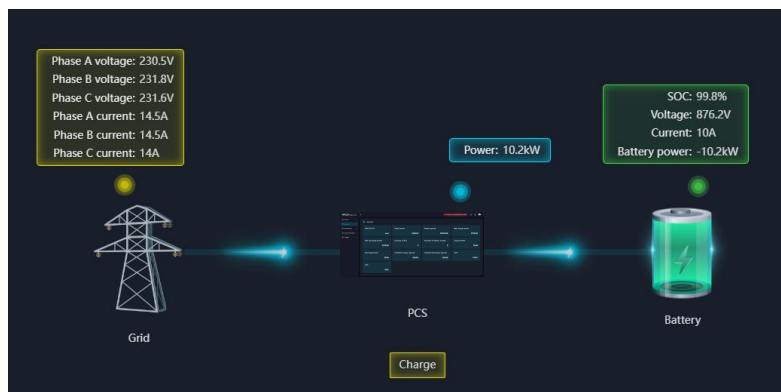 Phase A voltage: 230.5V
Phase B voltage: 231.8V
Phase C voltage: 231.6V
Phase A current: 14.5A
Phase B current: 14.5A
Phase C current: 14A
Power: 10.2kW
SOC: 99.8%
Voltage: 876.2V
Current: 10A
Battery power: -10.2kW
Grid
PCS
Battery
Charge